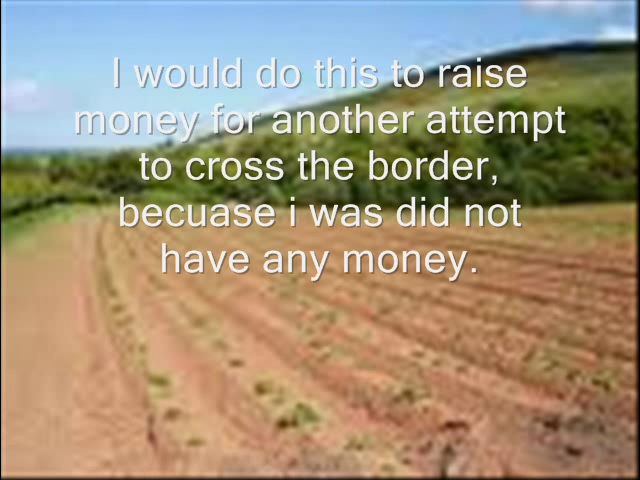 I would do this to raise
money for another attempt
to cross the border,
becuase i was did not
have any money.